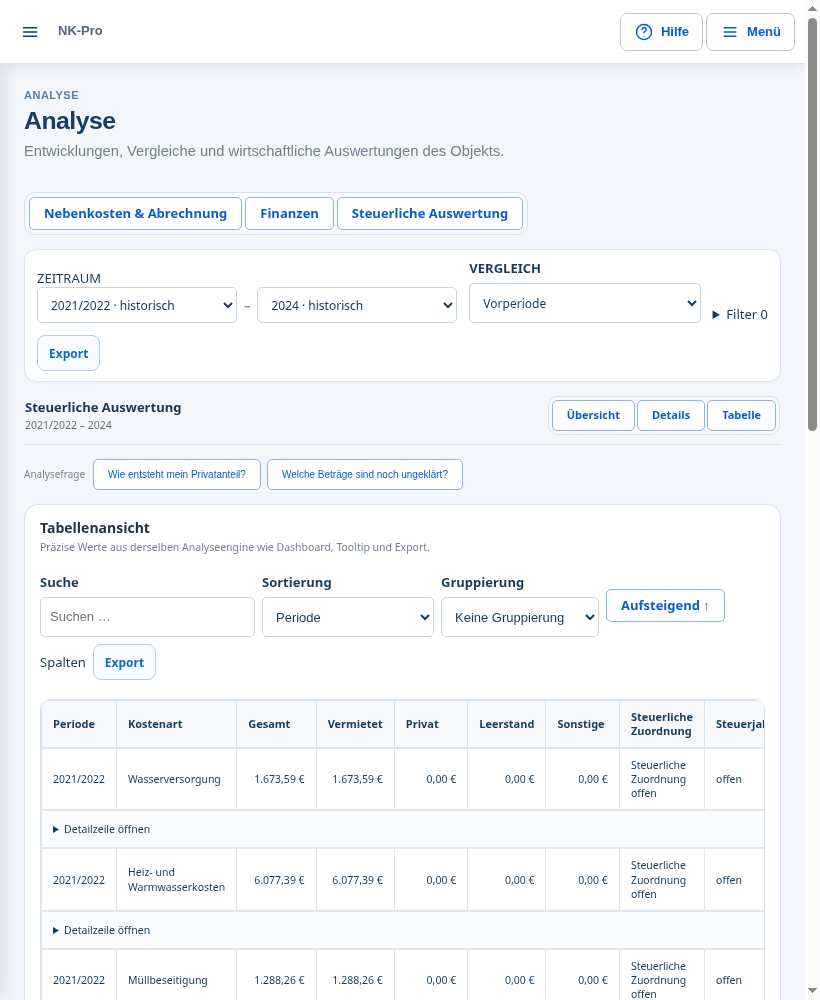 NK-Pro
Hilfe
Menü
ANALYSE
Analyse
Entwicklungen, Vergleiche und wirtschaftliche Auswertungen des Objekts.
Nebenkosten & Abrechnung
Finanzen
Steuerliche Auswertung
ZEITRAUM
VERGLEICH
2021/2022 · historisch
–
2024 · historisch
Vorperiode
▶ Filter 0
Export
Steuerliche Auswertung
2021/2022 – 2024
Übersicht
Details
Tabelle
Analysefrage
Wie entsteht mein Privatanteil?
Welche Beträge sind noch ungeklärt?
Tabellenansicht
Präzise Werte aus derselben Analyseengine wie Dashboard, Tooltip und Export.
Suche
Sortierung
Gruppierung
Suchen …
Periode
Keine Gruppierung
Aufsteigend ↑
Spalten
Export
Periode Kostenart Gesamt Vermietet Privat Leerstand Sonstige Steuerliche Zuordnung Steuerjal
2021/2022 Wasserversorgung 1.673,59 € 1.673,59 € 0,00 € 0,00 € 0,00 € Steuerliche Zuordnung offen offen
▶ Detailzeile öffnen
2021/2022 Heiz- und Warmwasserkosten 6.077,39 € 6.077,39 € 0,00 € 0,00 € 0,00 € Steuerliche Zuordnung offen offen
▶ Detailzeile öffnen
2021/2022 Müllbeseitigung 1.288,26 € 1.288,26 € 0,00 € 0,00 € 0,00 € Steuerliche Zuordnung offen offen